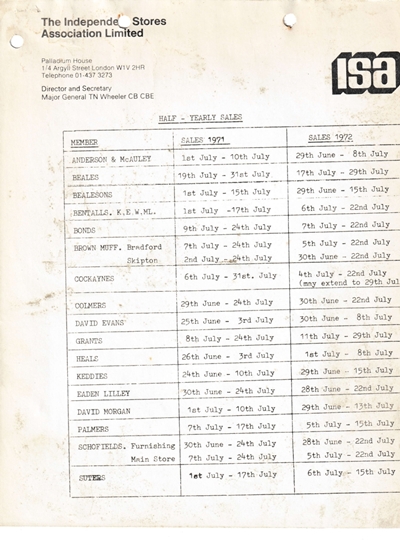 The Independent Stores
Association Limited
Palladium House
1/4 Argyll Street London W1V 2HR
Telephone 01-437 3273
Director and Secretary
Major General TN Wheeler CB CBE
isa
HALF - YEARLY SALES
MEMBER SALES 1971 SALES 1972
ANDERSON & McAULEY 1st July - 10th July 29th June - 8th July
BEALES 19th July - 31st July 17th July - 29th July
BEALESONS 1st July - 15th July 29th June - 15th July
BENTALLS. K.E.W.ML. 1st July -17th July 6th July - 22nd July
BONDS 9th July - 24th July 7th July - 22nd July
BROWN MUFF. Bradford 7th July - 24th July 5th July - 22nd July
Skipton 2nd July - 24th July 30th June - 22nd July
COCKAYNES 6th July - 31st. July 4th July - 22nd July
(may extend to 29th Jul
COLMERS 29th June - 24th July 30th June - 22nd July
DAVID EVANS 25th June - 3rd July 30th June - 8th July
GRANTS 8th July - 24th July 11th July - 29th July
HEALS 26th June - 3rd July 1st July - 8th July
KEDDIES 24th June - 10th July 29th June - 15th July
EADEN LILLEY 30th June - 24th July 28th June - 22nd July
DAVID MORGAN 1st July - 10th July 29th June - 13th July
PALMERS 7th July - 17th July 5th July - 15th July
SCHOFIELDS. Furnishing 30th June - 24th July 28th June - 22nd July
Main Store 7th July - 24th July 5th July - 22nd July
SUTERS 1st July - 17th July 6th July - 15th July